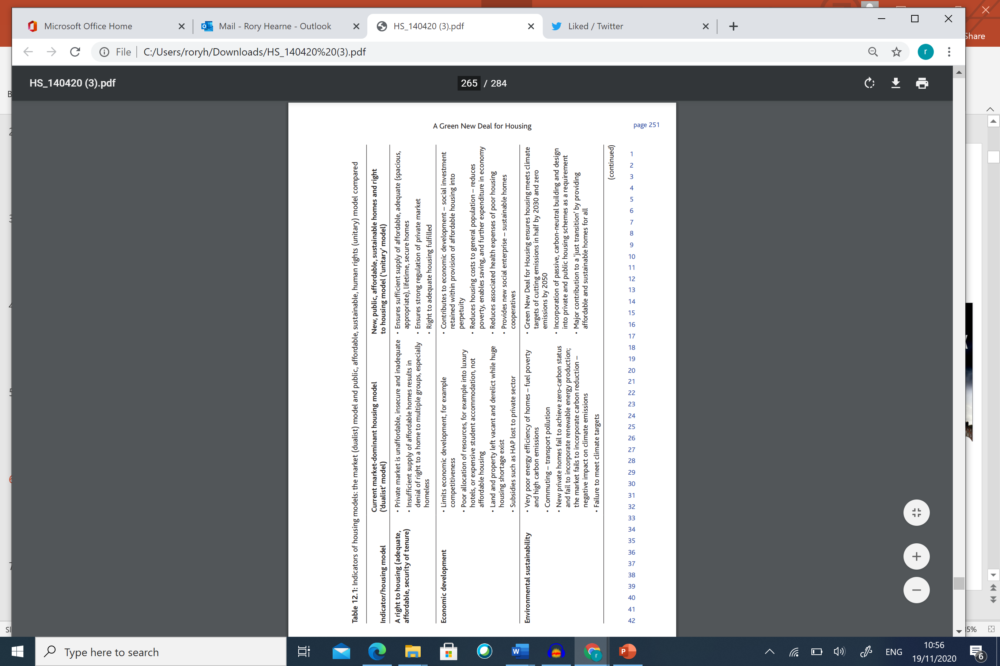 Share
Microsoft Office Home
Mail - Rory Hearne - Outlook
HS_140420 (3).pdf
Liked / Twitter
File
C:/Users/roryh/Downloads/HS_140420%20(3).pdf
r
HS_140420 (3).pdf
265 / 284
A Green New Deal for Housing
page 251
Table 12.1: Indicators of housing models: the market (dualist) model and public, affordable, sustainable, human rights (unitary) model compared
Indicator/housing model
Current market-dominant housing model
('dualist' model)
New, public, affordable, sustainable homes and right
to housing model ('unitary' model)
A right to housing (adequate,
affordable, security of tenure)
• Private market is unaffordable, insecure and inadequate
• Insufficient supply of affordable homes results in
denial of right to a home to multiple groups, especially
homeless
• Ensures sufficient supply of affordable, adequate (spacious,
appropriate), lifetime, secure homes
• Ensures strong regulation of private market
• Right to adequate housing fulfilled
Economic development
• Limits economic development, for example
competitiveness
• Poor allocation of resources, for example into luxury
hotels, or expensive student accommodation, not
affordable housing
• Land and property left vacant and derelict while huge
housing shortage exist
• Subsidies such as HAP lost to private sector
• Contributes to economic development – social investment
retained within provision of affordable housing into
perpetuity
• Reduces housing costs to general population – reduces
poverty, enables saving, and further expenditure in economy
• Reduces associated health expenses of poor housing
• Provides new social enterprise – sustainable homes
cooperatives
Environmental sustainability
• Very poor energy efficiency of homes – fuel poverty
and high carbon emissions
• Commuting – transport pollution
• New private homes fail to achieve zero-carbon status
and fail to incorporate renewable energy production;
the market fails to incorporate carbon reduction –
negative impact on climate emissions
• Failure to meet climate targets
• Green New Deal for Housing ensures housing meets climate
targets of cutting emissions in half by 2030 and zero
emissions by 2050
• Incorporation of passive, carbon-neutral building and design
into private and public housing schemes as a requirement
• Major contribution to a 'just transition' by providing
affordable and sustainable homes for all
(continued)
1
2
3
4
5
6
7
8
9
10
11
12
13
14
15
16
17
18
19
20
21
22
23
24
25
26
27
28
29
30
31
32
33
34
35
36
37
38
39
40
41
42
Type here to search
ENG
10:56
19/11/2020
6